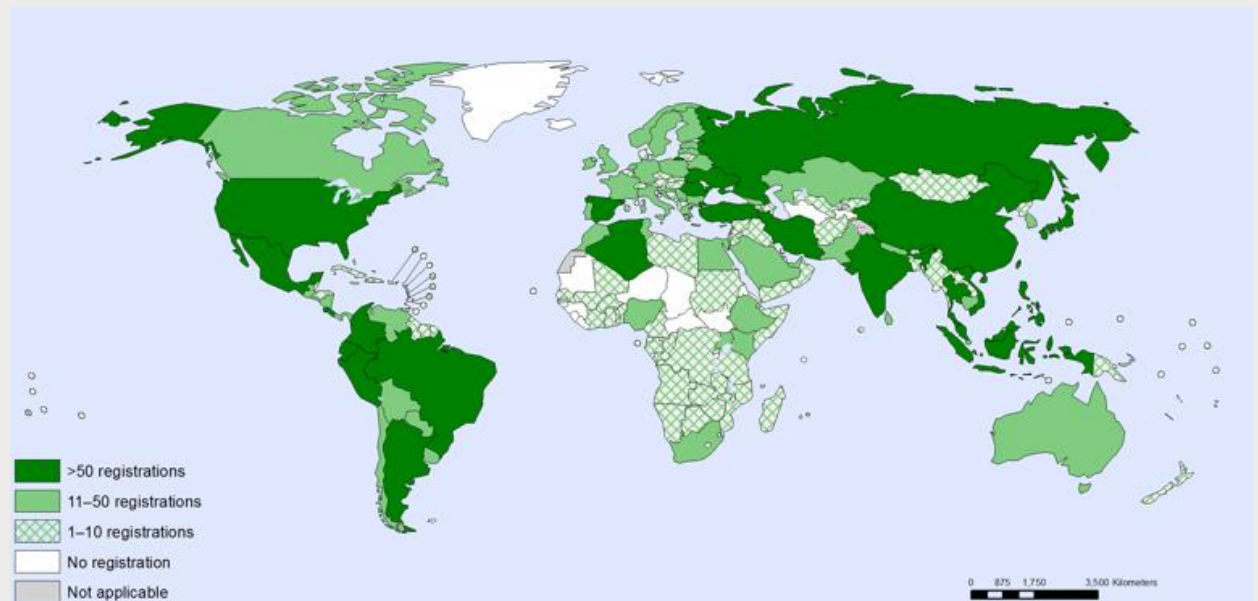 >50 registrations
11–50 registrations
1–10 registrations
No registration
Not applicable
0 875 1,750 3,500 Kilometers